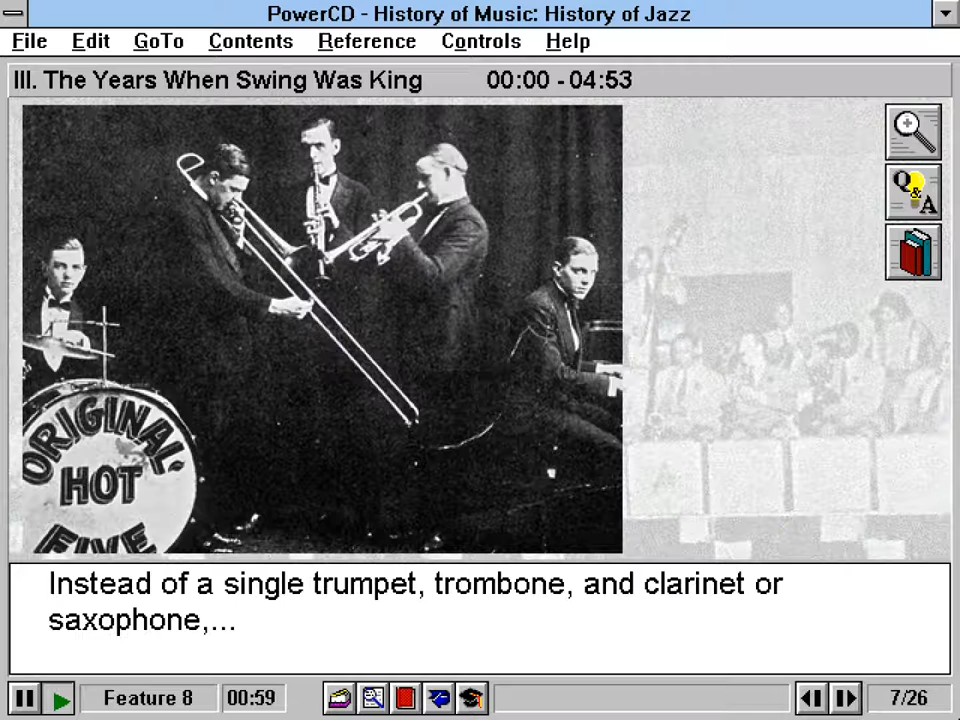 PowerCD - History of Music: History of Jazz
File Edit GoTo Contents Reference Controls Help
III. The Years When Swing Was King 00:00 - 04:53
Q & A
ORIGINAL
HOT
FIVE
Instead of a single trumpet, trombone, and clarinet or
saxophone,...
Feature 8 00:59 7/26